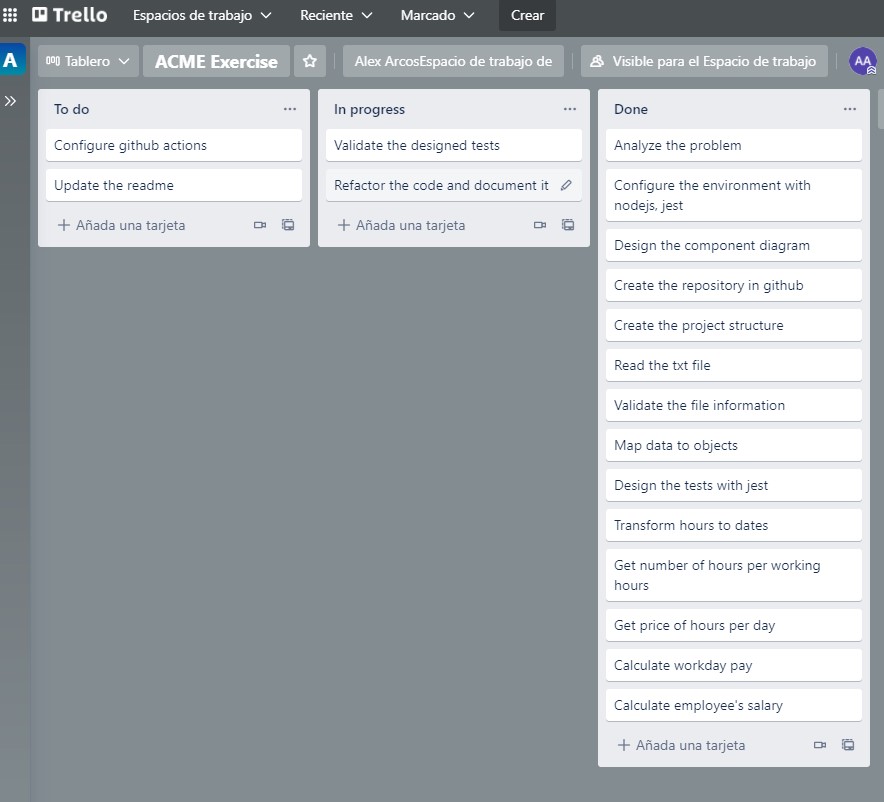 Trello Espacios de trabajo Reciente Marcado Crear
A Tablero ACME Exercise Alex ArcosEspacio de trabajo de Visible para el Espacio de trabajo AA
To do
Configure github actions
Update the readme
Añada una tarjeta
In progress
Validate the designed tests
Refactor the code and document it
Añada una tarjeta
Done
Analyze the problem
Configure the environment with
nodejs, jest
Design the component diagram
Create the repository in github
Create the project structure
Read the txt file
Validate the file information
Map data to objects
Design the tests with jest
Transform hours to dates
Get number of hours per working
hours
Get price of hours per day
Calculate workday pay
Calculate employee's salary
Añada una tarjeta